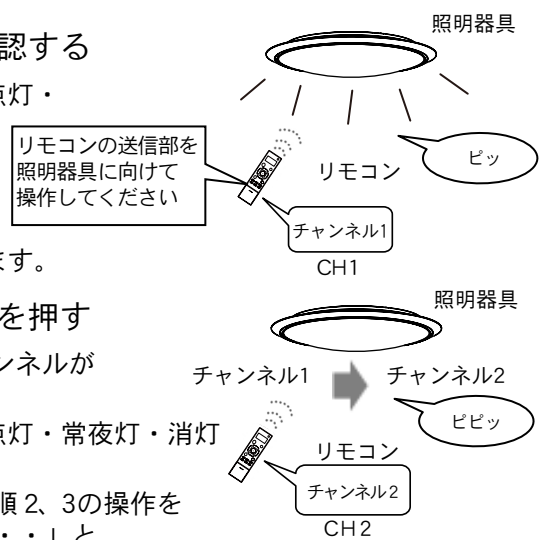 認する
点灯・
ます。
を押す
ンネルが
点灯・常夜灯・消灯
順 2、3の操作を
・・」と
照明器具
リモコンの送信部を
照明器具に向けて
操作してください
リモコン
ピッ
チャンネル1
CH1
照明器具
チャンネル1
チャンネル2
ピピッ
リモコン
チャンネル2
CH2